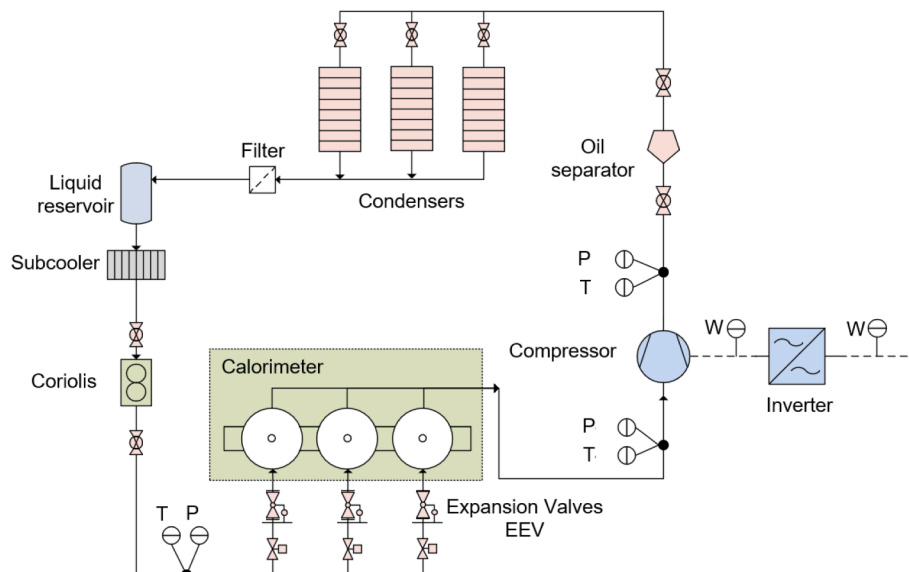 Filter
Oil
separator
Liquid
reservoir
Condensers
Subcooler
P
T
W
W
Compressor
Calorimeter
Coriolis
Inverter
P
T
Expansion Valves
EEV
T P